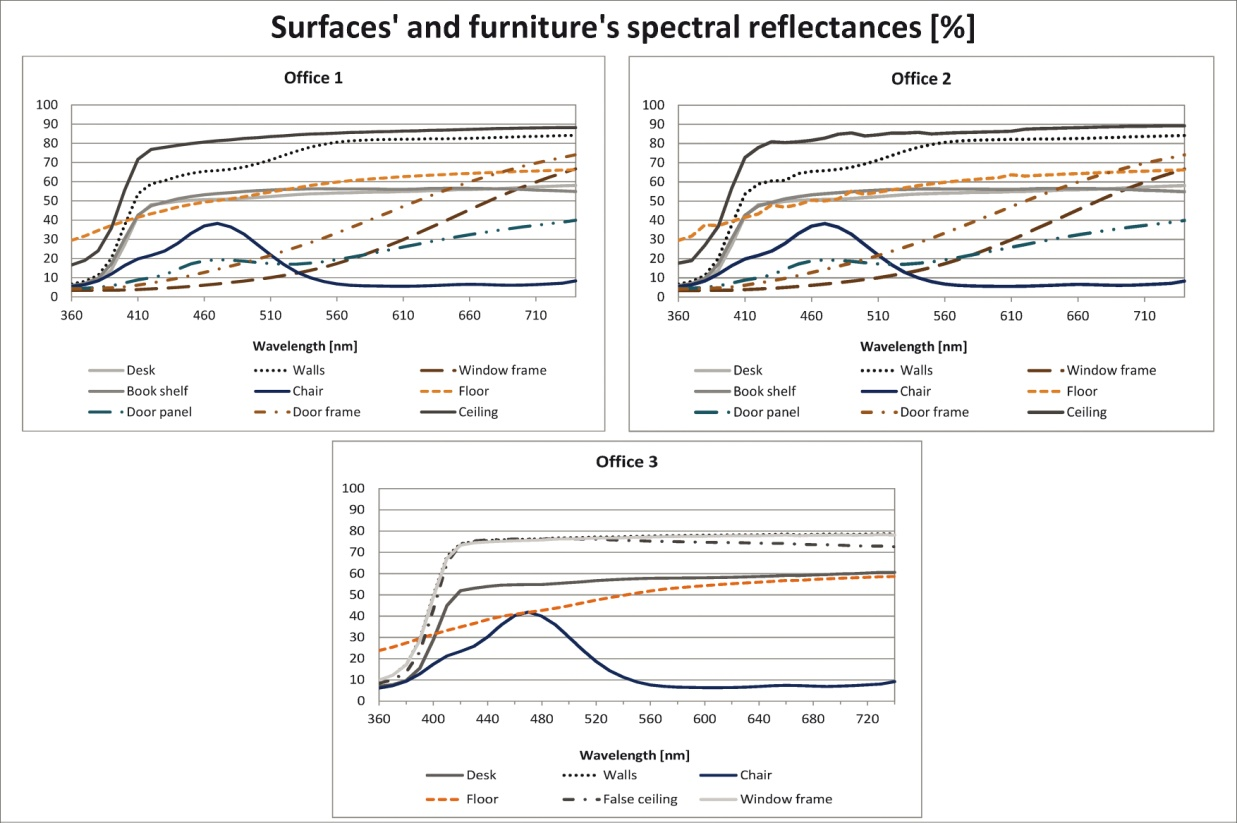 Surfaces' and furniture's spectral reflectances [%]
Office 1
100
90
80
70
60
50
40
30
20
10
0
360 410 460 510 560 610 660 710
Wavelength [nm]
Desk Walls Window frame
Book shelf Chair Floor
Door panel Door frame Ceiling
Office 2
100
90
80
70
60
50
40
30
20
10
0
360 410 460 510 560 610 660 710
Wavelength [nm]
Desk Walls Window frame
Book shelf Chair Floor
Door panel Door frame Ceiling
Office 3
100
90
80
70
60
50
40
30
20
10
0
360 400 440 480 520 560 600 640 680 720
Wavelength [nm]
Desk Walls Chair
Floor False ceiling Window frame